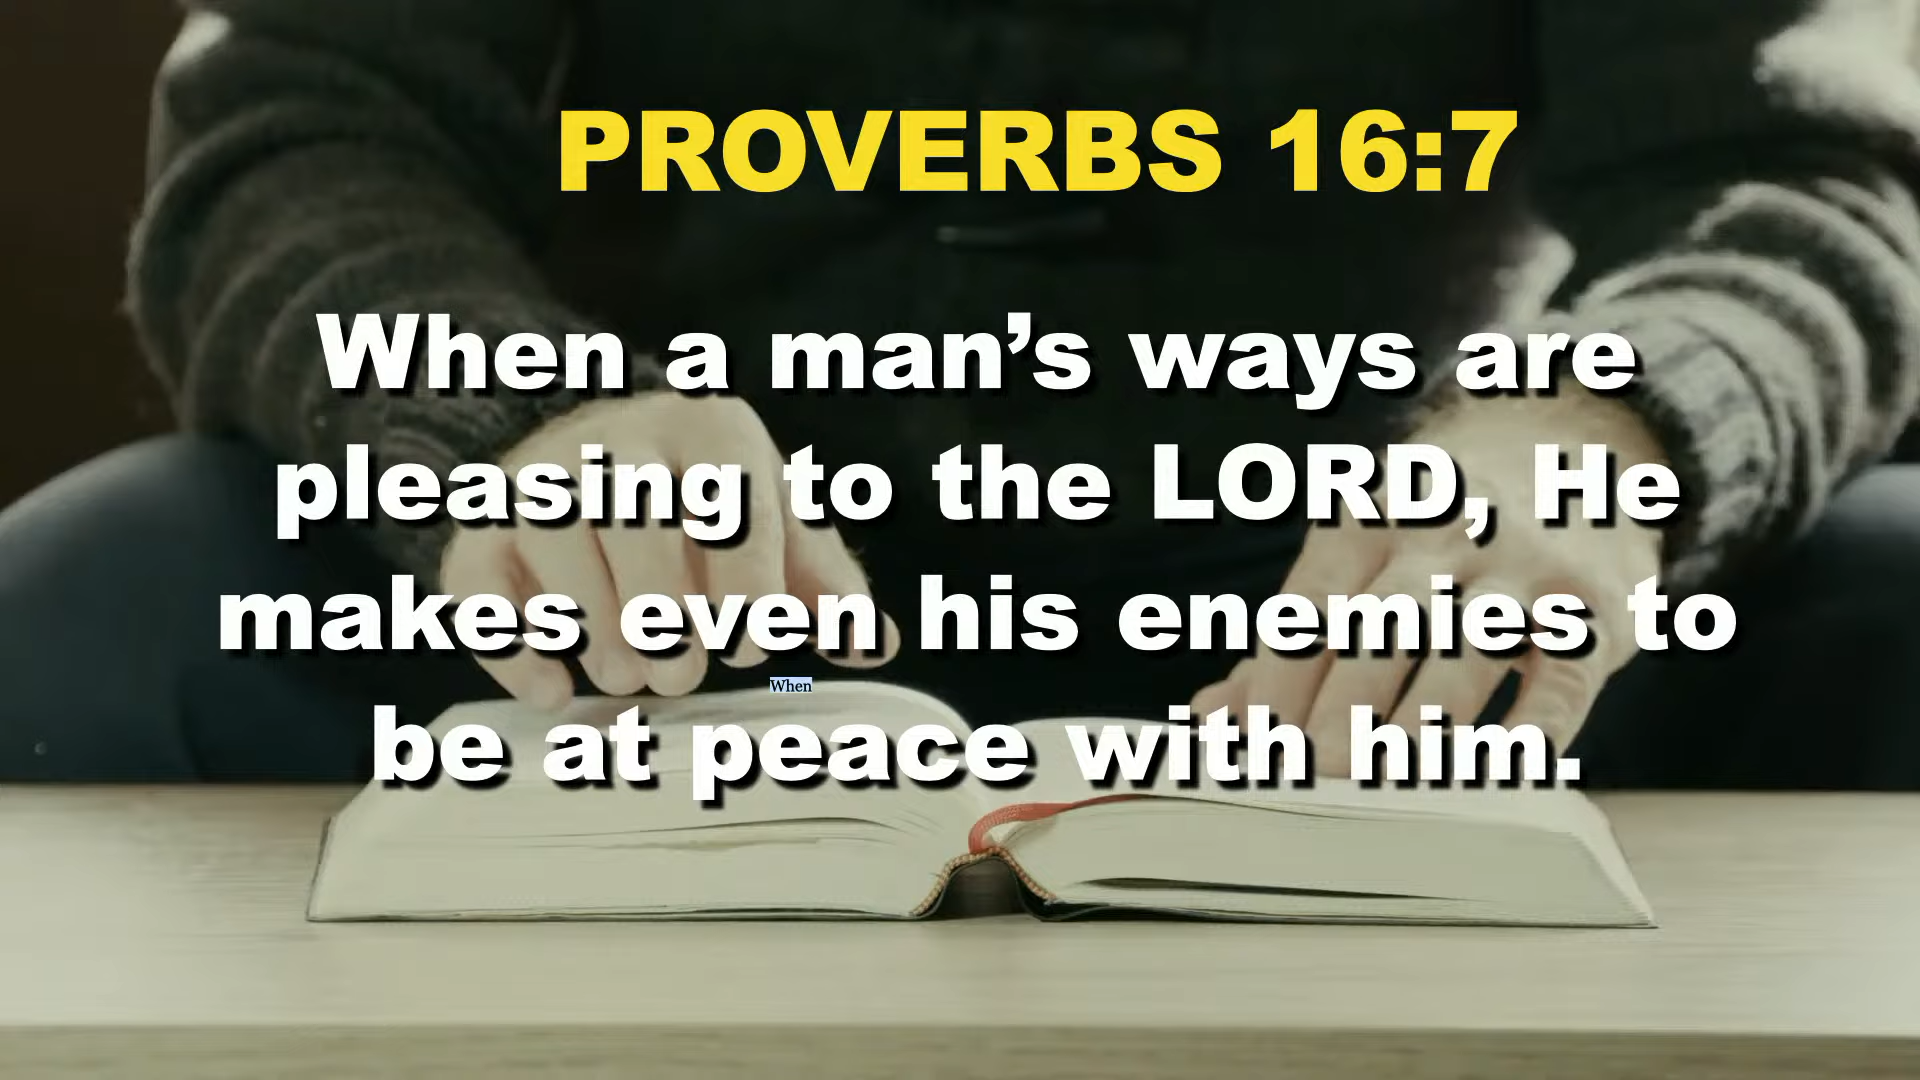 PROVERBS 16:7
When a man’s ways are
pleasing to the LORD, He
makes even his enemies to
When
be at peace with him.